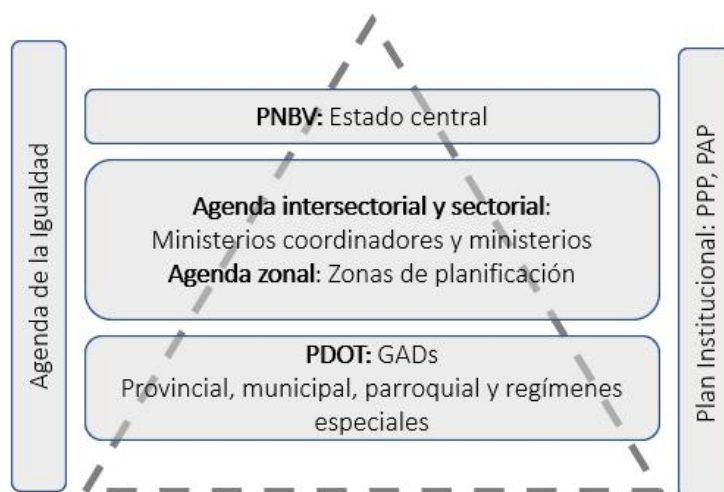 Agenda de la Igualdad
PNBV: Estado central
Agenda intersectorial y sectorial:
Ministerios coordinadores y ministerios
Agenda zonal: Zonas de planificación
PDOT: GADs
Provincial, municipal, parroquial y regímenes
especiales
Plan Institucional: PPP, PAP